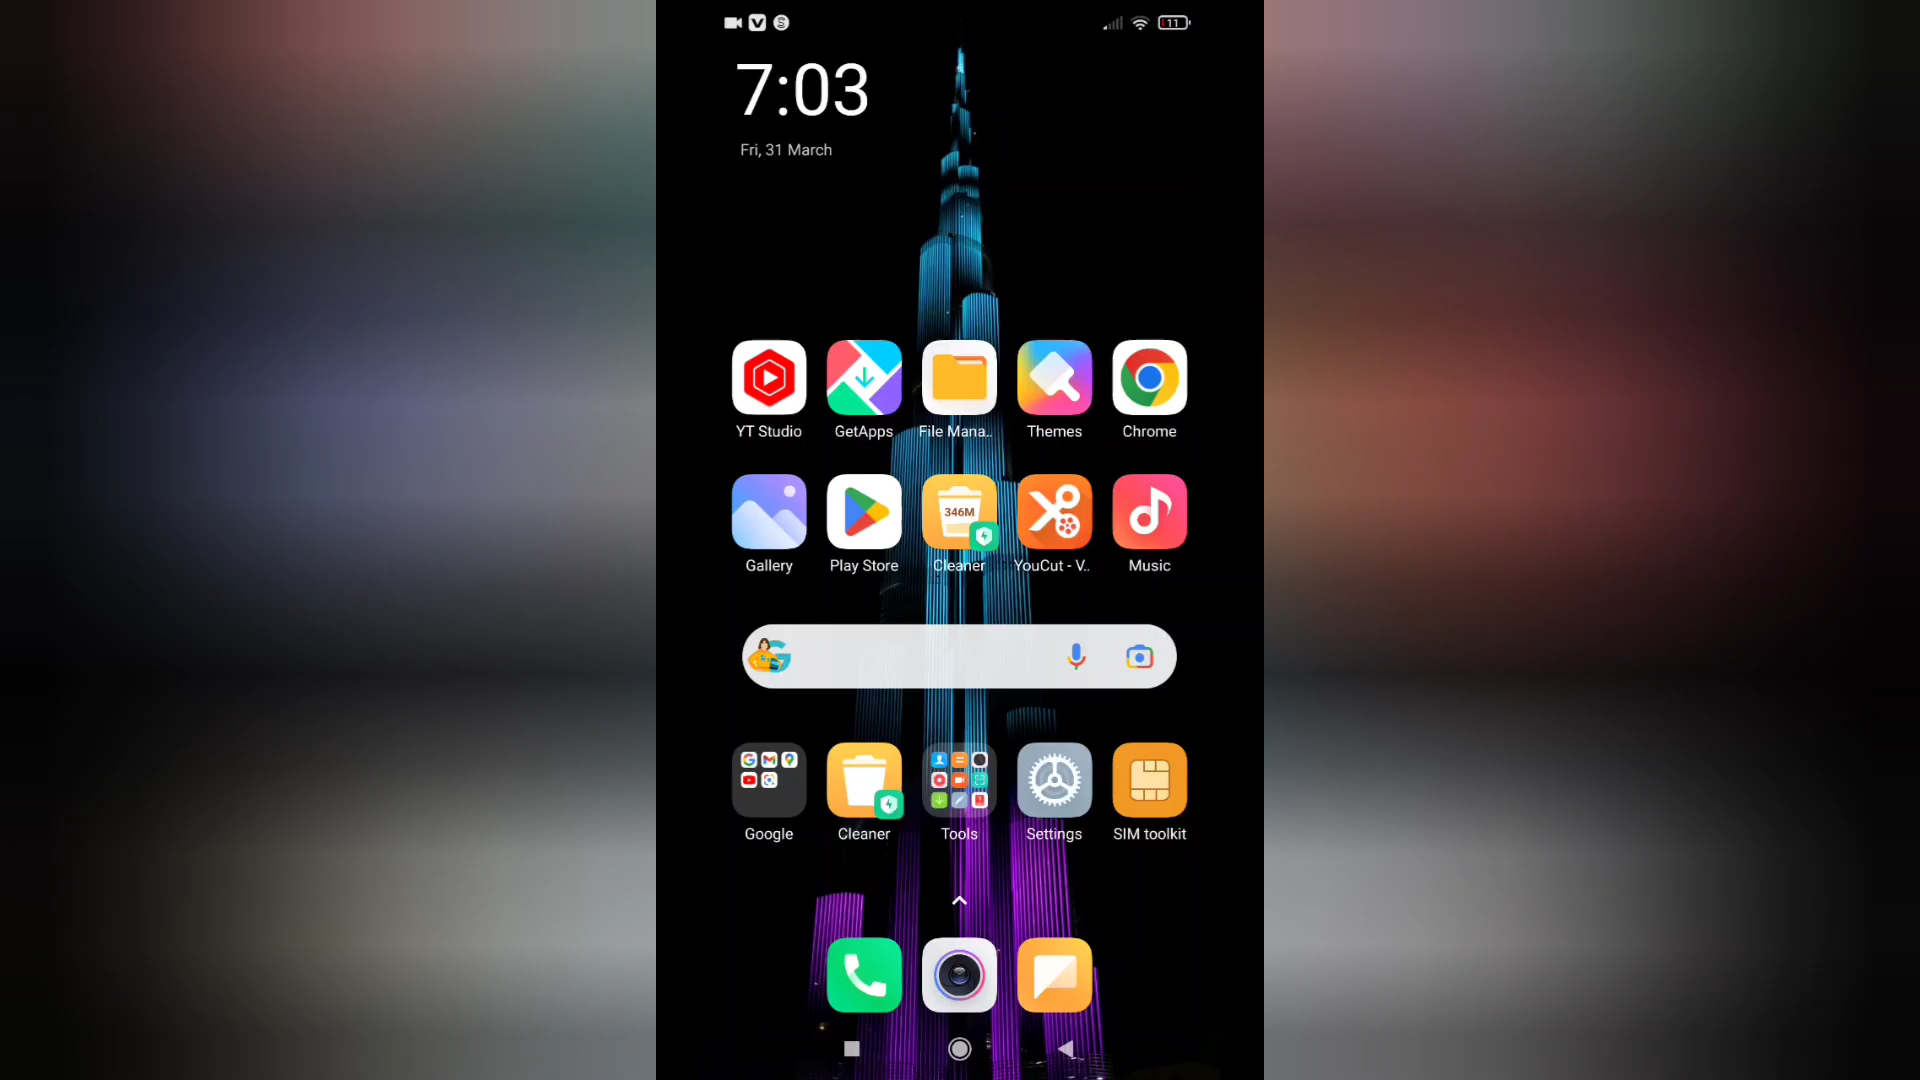 11
7:03
Fri, 31 March
YT Studio
GetApps
File Mana..
Themes
Chrome
346M
Gallery
Play Store
Cleaner
YouCut - V..
Music
Google
Cleaner
Tools
Settings
SIM toolkit